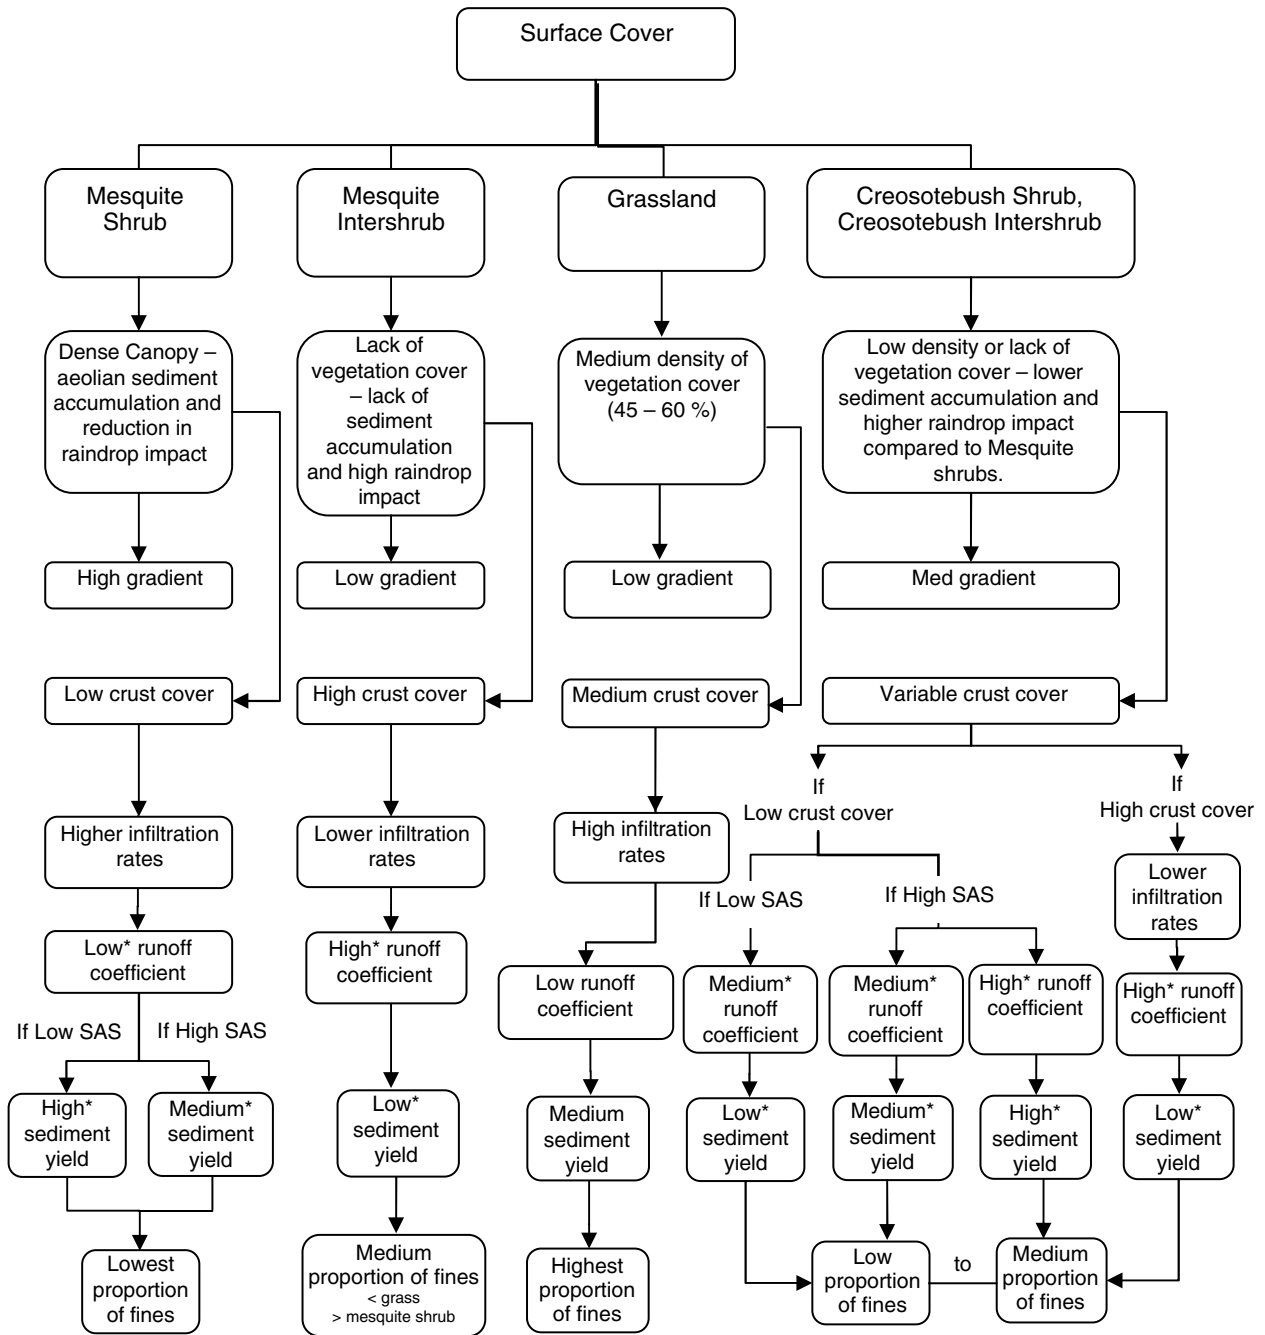 Surface Cover
Mesquite
Shrub
Mesquite
Intershrub
Grassland
Creosotebush Shrub,
Creosotebush Intershrub
Dense Canopy –
aeolian sediment
accumulation and
reduction in
raindrop impact
Lack of
vegetation cover
– lack of
sediment
accumulation
and high raindrop
impact
Medium density of
vegetation cover
(45 – 60 %)
Low density or lack of
vegetation cover – lower
sediment accumulation and
higher raindrop impact
compared to Mesquite
shrubs.
High gradient
Low gradient
Low gradient
Med gradient
Low crust cover
High crust cover
Medium crust cover
Variable crust cover
If
Low crust cover
If
High crust cover
Higher infiltration
rates
Lower infiltration
rates
High infiltration
rates
Lower
infiltration
rates
If Low SAS
If High SAS
Low* runoff
coefficient
High* runoff
coefficient
Low runoff
coefficient
Medium*
runoff
coefficient
Medium*
runoff
coefficient
High* runoff
coefficient
High* runoff
coefficient
If Low SAS
If High SAS
High*
sediment
yield
Medium*
sediment
yield
Low*
sediment
yield
Medium
sediment
yield
Low*
sediment
yield
Medium*
sediment
yield
High*
sediment
yield
Low*
sediment
yield
Lowest
proportion
of fines
Medium
proportion of fines
< grass
> mesquite shrub
Highest
proportion
of fines
Low
proportion
of fines
to
Medium
proportion
of fines